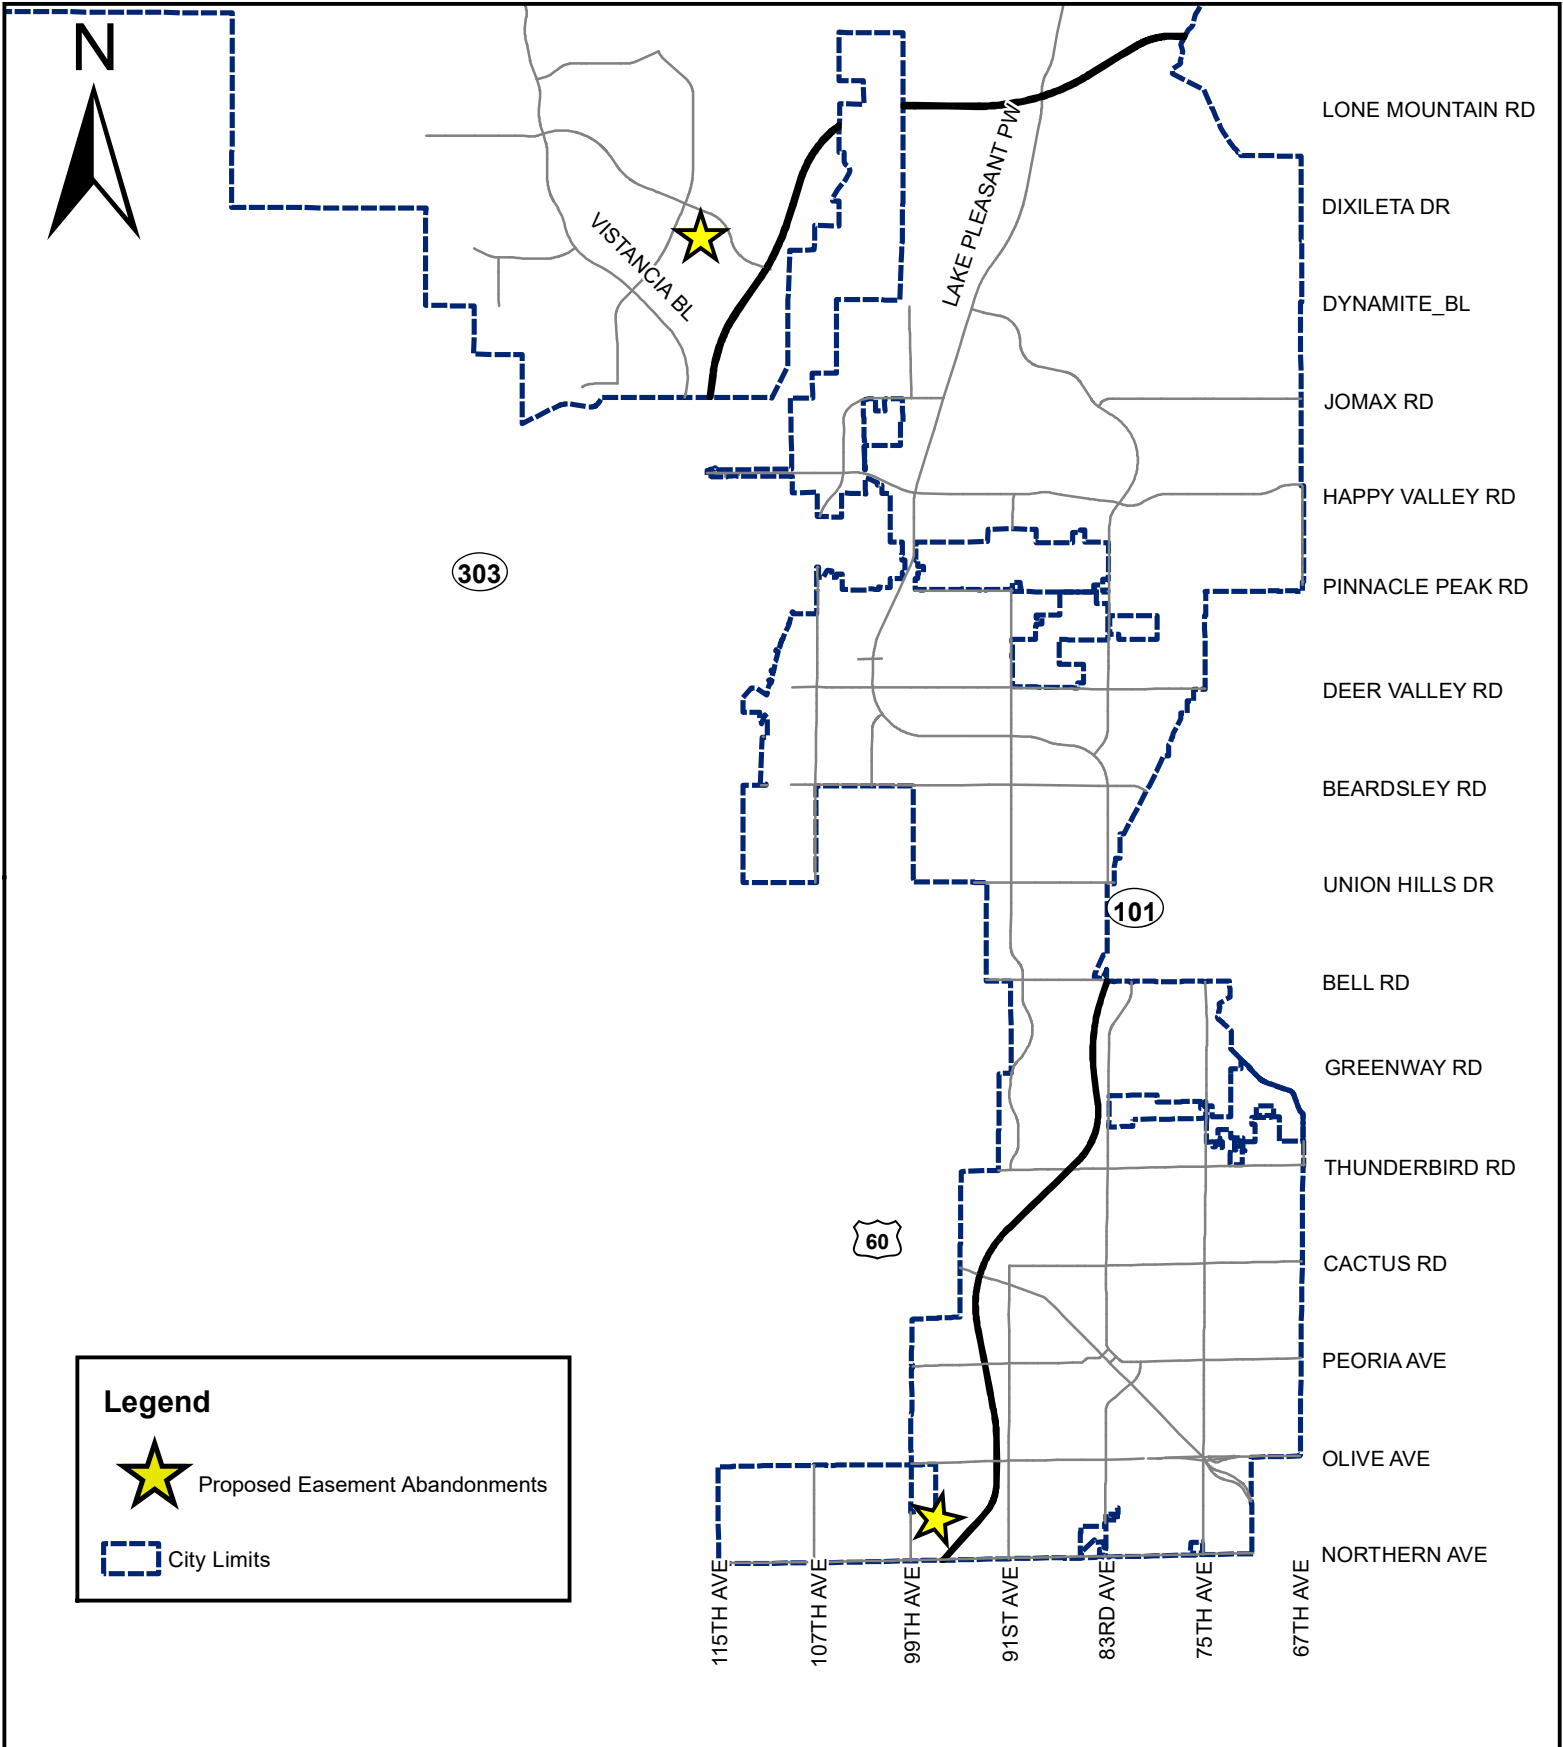 N
LONE MOUNTAIN RD
LAKE PLEASANT PW
DIXILETA DR
VISTANCIA BL
DYNAMITE_BL
JOMAX RD
HAPPY VALLEY RD
303
PINNACLE PEAK RD
DEER VALLEY RD
BEARDSLEY RD
UNION HILLS DR
101
BELL RD
GREENWAY RD
THUNDERBIRD RD
60
CACTUS RD
PEORIA AVE
Legend
OLIVE AVE
Proposed Easement Abandonments
City Limits
NORTHERN AVE
115TH AVE
107TH AVE
99TH AVE
91ST AVE
83RD AVE
75TH AVE
67TH AVE